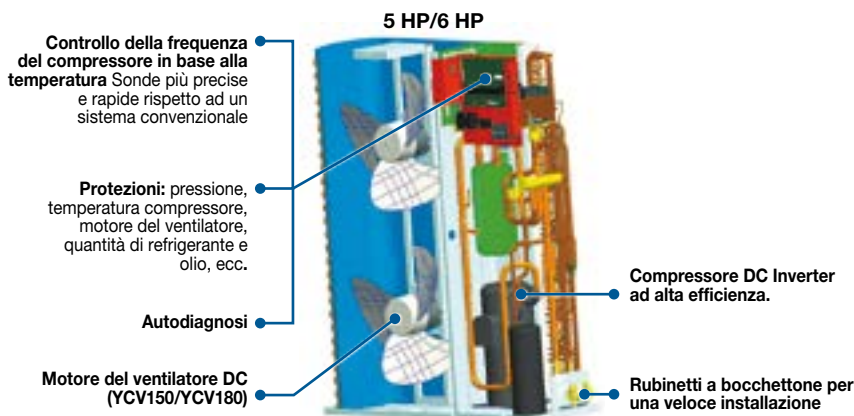 5 HP/6 HP
Controllo della frequenza
del compressore in base alla
temperatura Sonde più precise
e rapide rispetto ad un
sistema convenzionale
Protezioni: pressione,
temperatura compressore,
motore del ventilatore,
quantità di refrigerante e
olio, ecc.
Autodiagnosi
Motore del ventilatore DC
(YCV150/YCV180)
Compressore DC Inverter
ad alta efficienza.
Rubinetti a bocchettone per
una veloce installazione